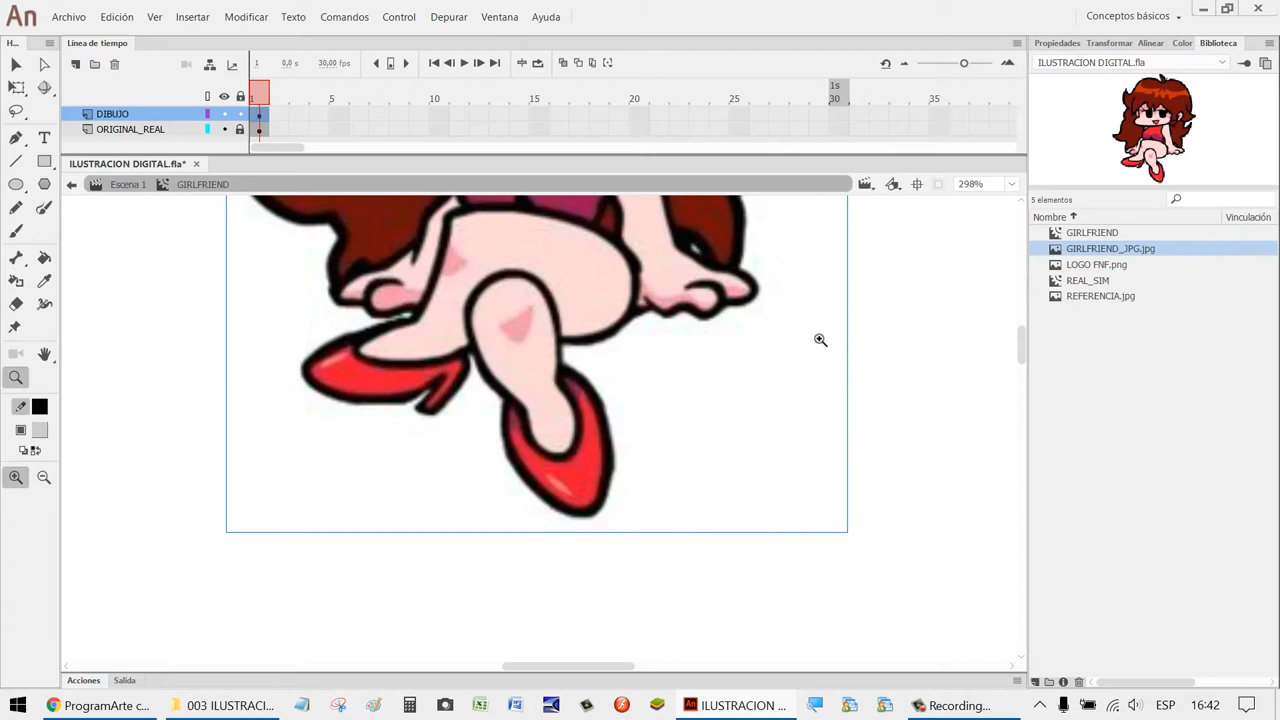 An Archivo Edición Ver Insertar Modificar Texto Comandos Control Depurar Ventana Ayuda Conceptos básicos
H... Línea de tiempo Propiedades Transformar Alinear Color Biblioteca
1 0,0 s 30,00 fps ILUSTRACION DIGITAL.fla
1s
1 5 10 15 20 25 30 35
DIBUJO
ORIGINAL_REAL
ILUSTRACION DIGITAL.fla* ×
Escena 1 GIRLFRIEND 298%
5 elementos
Nombre Vinculación
GIRLFRIEND
GIRLFRIEND_JPG.jpg
LOGO FNF.png
REAL_SIM
REFERENCIA.jpg
Acciones Salida
ProgramArte c... 003 ILUSTRACI... An ILUSTRACION ... Recording... ESP 16:42